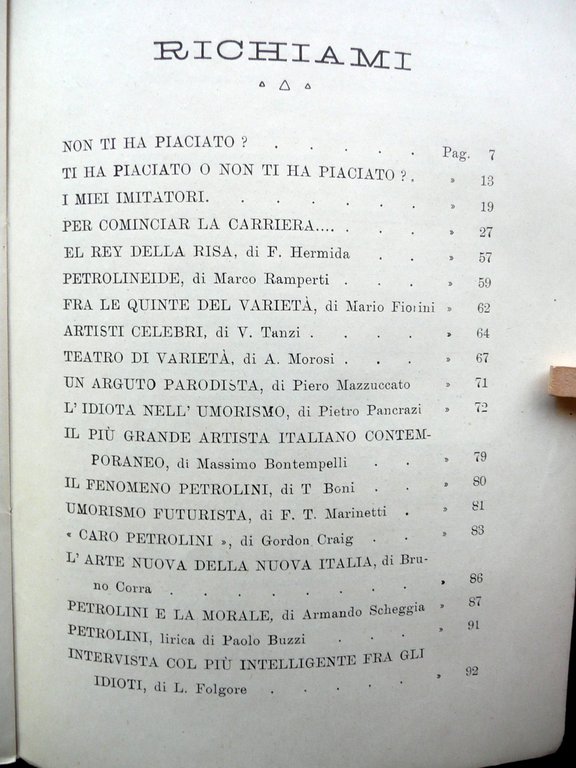 RICHIAMI
NON TI HA PIACIATO ? . . . . . Pag. 7
TI HA PIACIATO O NON TI HA PIACIATO ? . » 13
I MIEI IMITATORI. . . . . . . » 19
PER COMINCIAR LA CARRIERA.... . . . » 27
EL REY DELLA RISA, di F. Hermida . . » 57
PETROLINEIDE, di Marco Ramperti . . . » 59
FRA LE QUINTE DEL VARIETÀ, di Mario Fiorini » 62
ARTISTI CELEBRI, di V. Tanzi . . . . » 64
TEATRO DI VARIETÀ, di A. Morosi . . . » 67
UN ARGUTO PARODISTA, di Piero Mazzuccato » 71
L' IDIOTA NELL' UMORISMO, di Pietro Pancrazi » 72
IL PIÙ GRANDE ARTISTA ITALIANO CONTEM-
PORANEO, di Massimo Bontempelli . . » 79
IL FENOMENO PETROLINI, di T Boni . . » 80
UMORISMO FUTURISTA, di F. T. Marinetti . » 81
« CARO PETROLINI », di Gordon Craig . . » 83
L' ARTE NUOVA DELLA NUOVA ITALIA, di Bru-
no Corra . . . . . . . » 86
PETROLINI E LA MORALE, di Armando Scheggia » 87
PETROLINI, lirica di Paolo Buzzi . . . » 91
INTERVISTA COL PIÙ INTELLIGENTE FRA GLI
IDIOTI, di L. Folgore . . . . . » 92